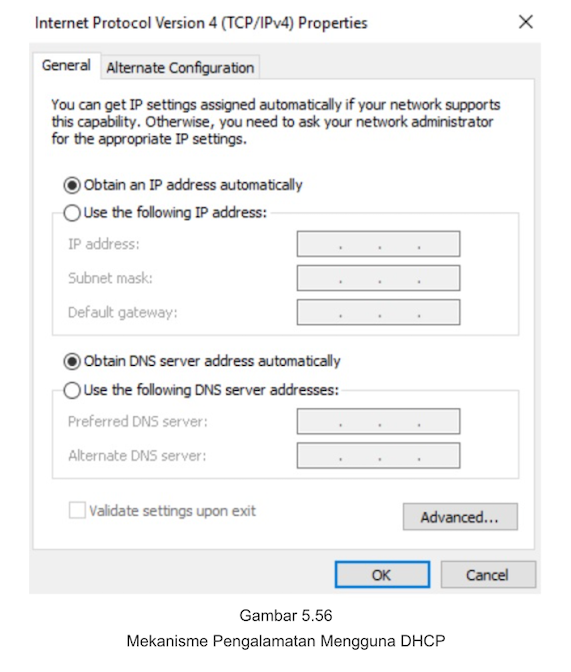 Internet Protocol Version 4 (TCP/IPv4) Properties
General
Alternate Configuration
You can get IP settings assigned automatically if your network supports
this capability. Otherwise, you need to ask your network administrator
for the appropriate IP settings.
Obtain an IP address automatically
Use the following IP address:
IP address:
Subnet mask:
Default gateway:
Obtain DNS server address automatically
Use the following DNS server addresses:
Preferred DNS server:
Alternate DNS server:
Validate settings upon exit
Advanced...
OK
Cancel
Gambar 5.56
Mekanisme Pengalamatan Mengguna DHCP